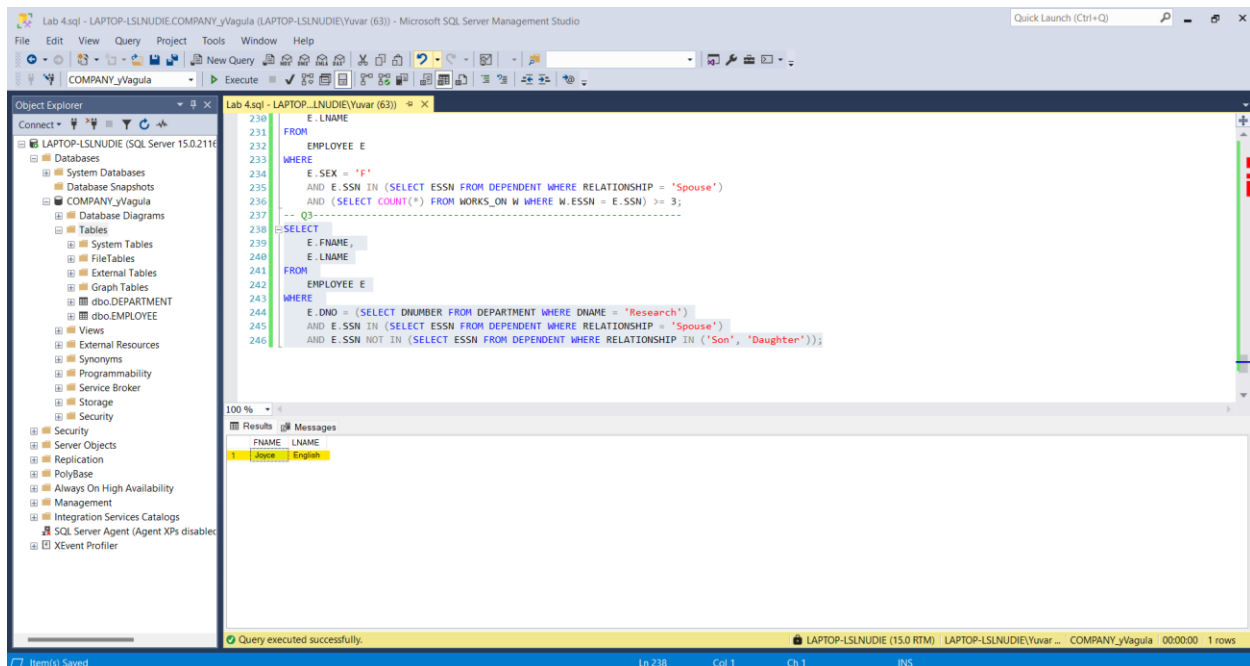 Lab 4.sql - LAPTOP-LSLNUDIE.COMPANY_yVagula (LAPTOP-LSLNUDIE\Yuvar (63)) - Microsoft SQL Server Management Studio
Quick Launch (Ctrl+Q)
File Edit View Query Project Tools Window Help
New Query
COMPANY_yVagula Execute
Object Explorer
Connect
LAPTOP-LSLNUDIE (SQL Server 15.0.2116
Databases
System Databases
Database Snapshots
COMPANY_yVagula
Database Diagrams
Tables
System Tables
FileTables
External Tables
Graph Tables
dbo.DEPARTMENT
dbo.EMPLOYEE
Views
External Resources
Synonyms
Programmability
Service Broker
Storage
Security
Security
Server Objects
Replication
PolyBase
Always On High Availability
Management
Integration Services Catalogs
SQL Server Agent (Agent XPs disabled
XEvent Profiler
Lab 4.sql - LAPTOP...LNUDIE\Yuvar (63))
230 E.LNAME
231 FROM
232 EMPLOYEE E
233 WHERE
234 E.SEX = 'F'
235 AND E.SSN IN (SELECT ESSN FROM DEPENDENT WHERE RELATIONSHIP = 'Spouse')
236 AND (SELECT COUNT(*) FROM WORKS_ON W WHERE W.ESSN = E.SSN) >= 3;
237 -- Q3----------------------------------------------------------------
238 SELECT
239 E.FNAME,
240 E.LNAME
241 FROM
242 EMPLOYEE E
243 WHERE
244 E.DNO = (SELECT DNUMBER FROM DEPARTMENT WHERE DNAME = 'Research')
245 AND E.SSN IN (SELECT ESSN FROM DEPENDENT WHERE RELATIONSHIP = 'Spouse')
246 AND E.SSN NOT IN (SELECT ESSN FROM DEPENDENT WHERE RELATIONSHIP IN ('Son', 'Daughter'));
100 %
Results Messages
FNAME LNAME
1 Joyce English
Query executed successfully.
LAPTOP-LSLNUDIE (15.0 RTM) LAPTOP-LSLNUDIE\Yuvar ... COMPANY_yVagula 00:00:00 1 rows
Item(s) Saved Ln 238 Col 1 Ch 1 INS